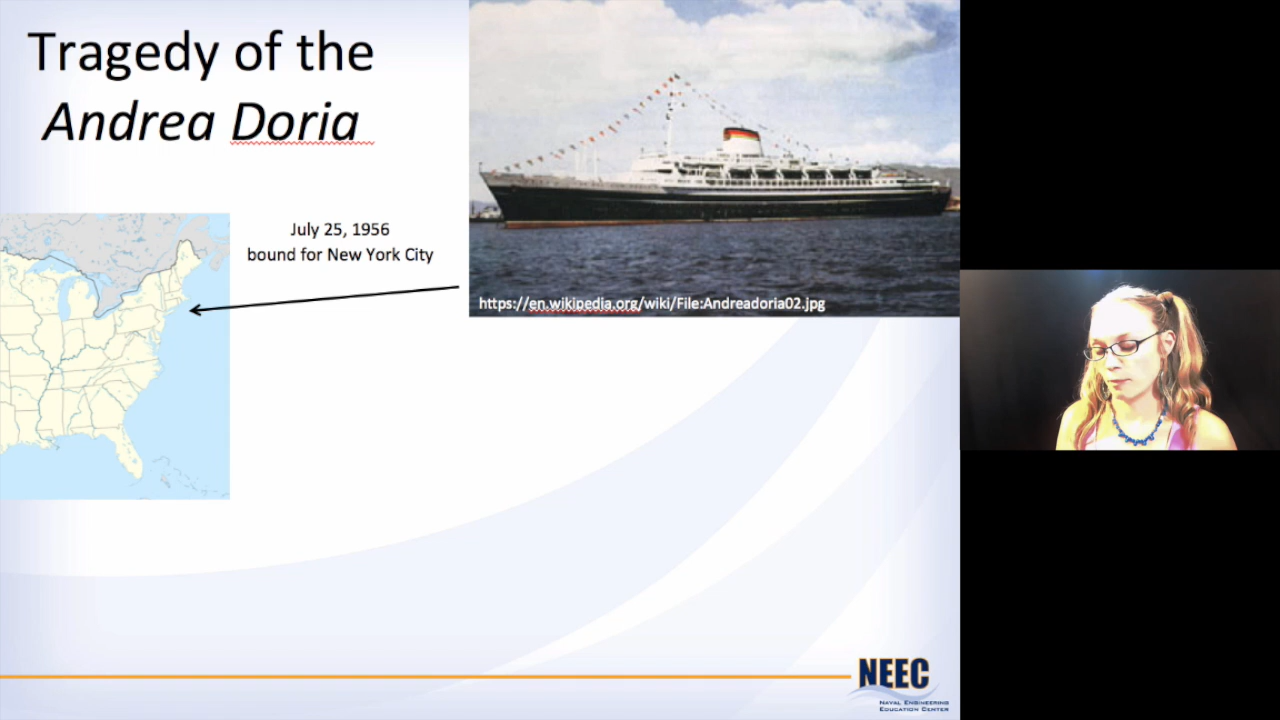 Tragedy of the
Andrea Doria
July 25, 1956
bound for New York City
https://en.wikipedia.org/wiki/File:Andreadoria02.jpg
NEEC
NAVAL ENGINEERING
EDUCATION CENTER